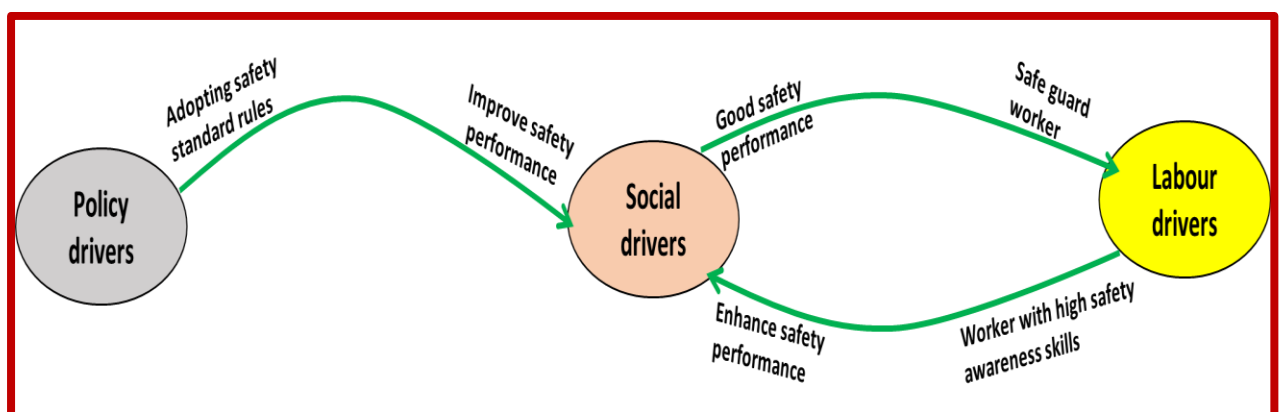 Policy
drivers
Adopting safety
standard rules
Improve safety
performance
Social
drivers
Good safety
performance
Safe guard
worker
Labour
drivers
Enhance safety
performance
Worker with high safety
awareness skills